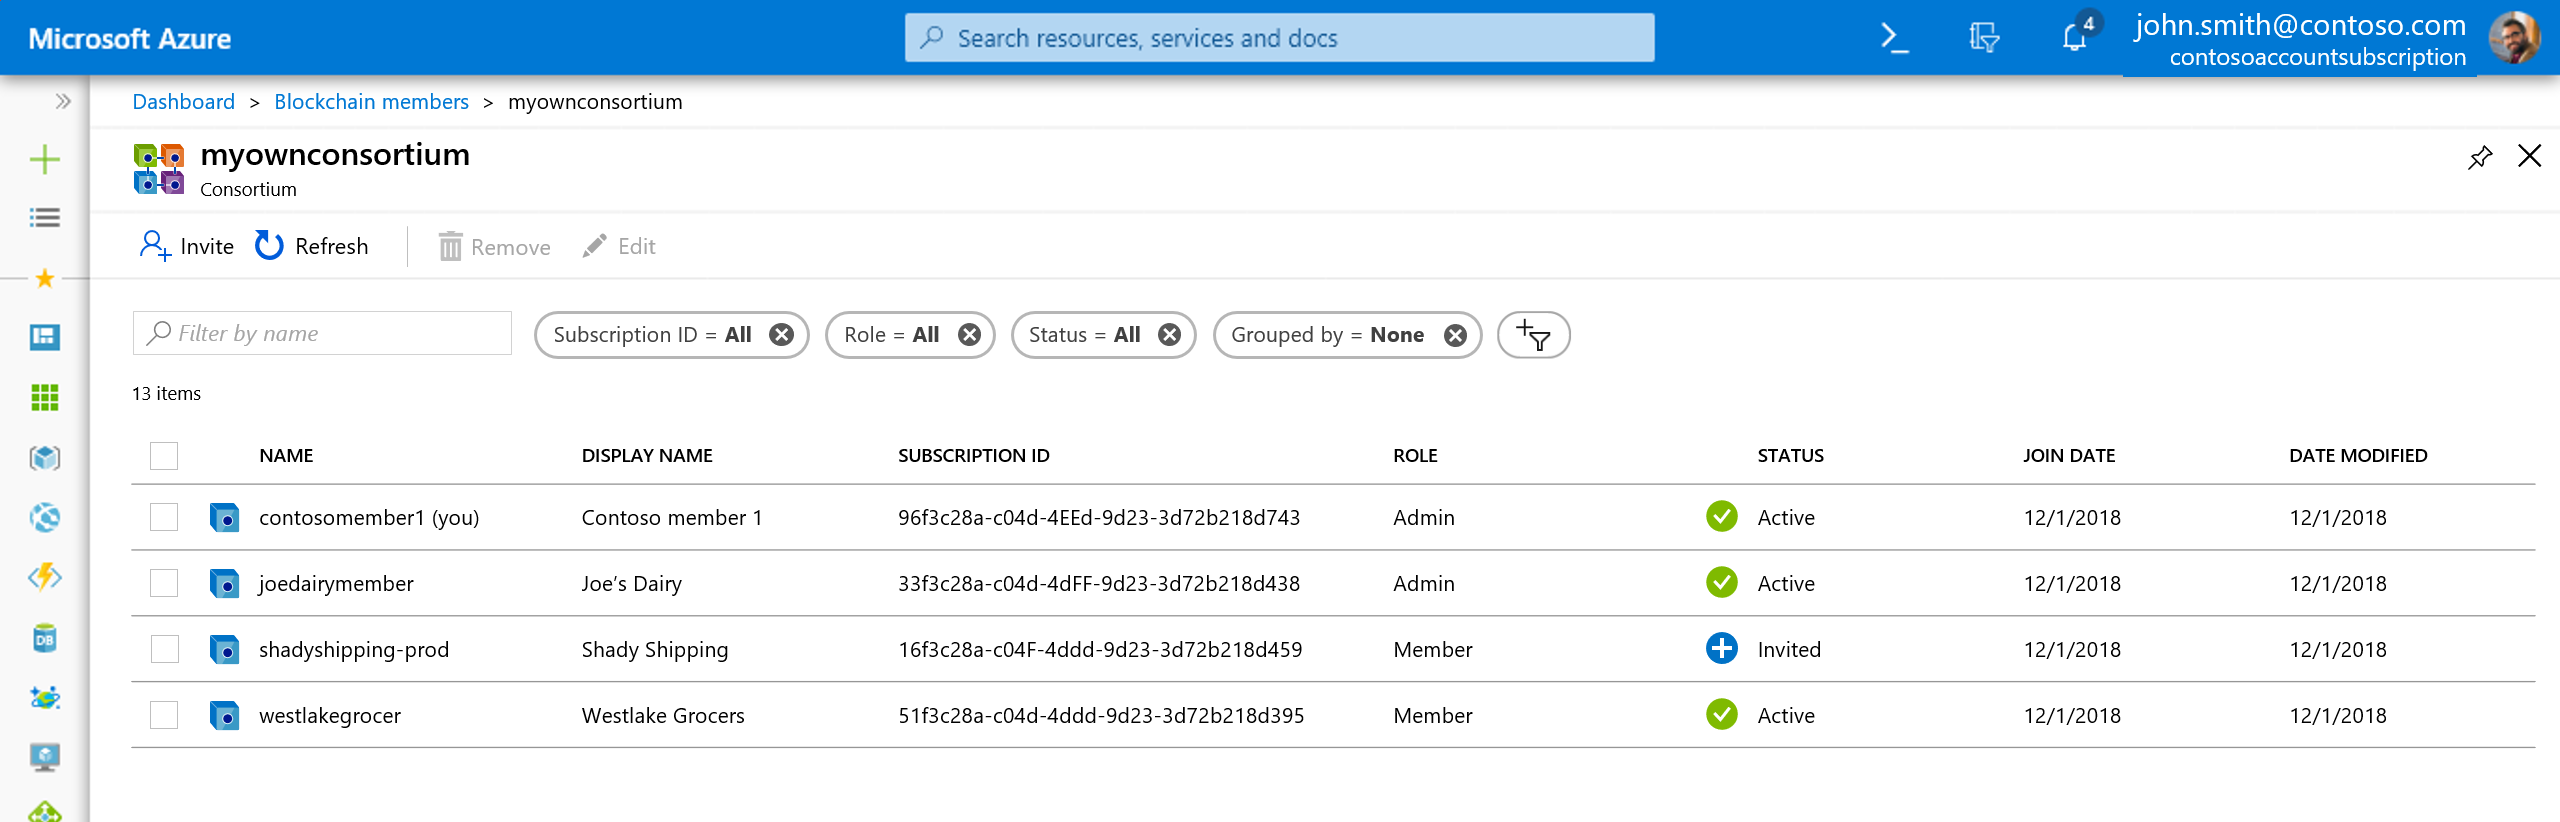 Microsoft Azure
Search resources, services and docs
4
john.smith@contoso.com
contosoaccountsubscription
Dashboard > Blockchain members > myownconsortium
myownconsortium
Consortium
Invite Refresh Remove Edit
Filter by name Subscription ID = All Role = All Status = All Grouped by = None
13 items
NAME DISPLAY NAME SUBSCRIPTION ID ROLE STATUS JOIN DATE DATE MODIFIED
contosomember1 (you) Contoso member 1 96f3c28a-c04d-4EEd-9d23-3d72b218d743 Admin Active 12/1/2018 12/1/2018
joedairymember Joe’s Dairy 33f3c28a-c04d-4dFF-9d23-3d72b218d438 Admin Active 12/1/2018 12/1/2018
shadyshipping-prod Shady Shipping 16f3c28a-c04F-4ddd-9d23-3d72b218d459 Member Invited 12/1/2018 12/1/2018
westlakegrocer Westlake Grocers 51f3c28a-c04d-4ddd-9d23-3d72b218d395 Member Active 12/1/2018 12/1/2018
DB